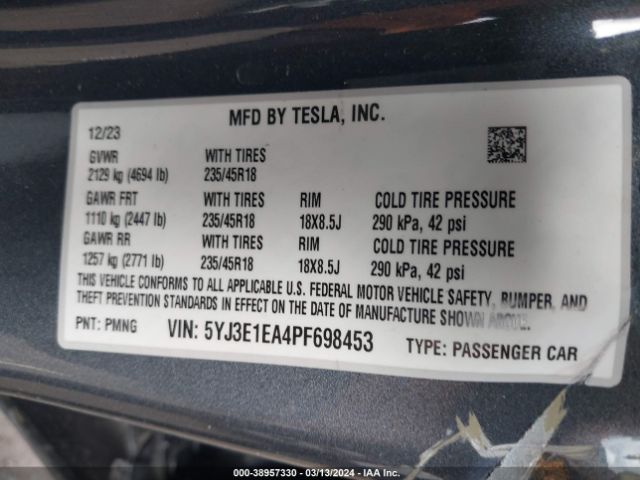 MFD BY TESLA, INC.
12/23
GVWR WITH TIRES
2129 kg (4694 lb) 235/45R18
GAWR FRT WITH TIRES RIM COLD TIRE PRESSURE
1110 kg (2447 lb) 235/45R18 18X8.5J 290 kPa, 42 psi
GAWR RR WITH TIRES RIM COLD TIRE PRESSURE
1257 kg (2771 lb) 235/45R18 18X8.5J 290 kPa, 42 psi
THIS VEHICLE CONFORMS TO ALL APPLICABLE U.S. FEDERAL MOTOR VEHICLE SAFETY, BUMPER, AND
THEFT PREVENTION STANDARDS IN EFFECT ON THE DATE OF MANUFACTURE SHOWN ABOVE.
PNT: PMNG VIN: 5YJ3E1EA4PF698453 TYPE: PASSENGER CAR
000-38957330 - 03/13/2024 - IAA Inc.